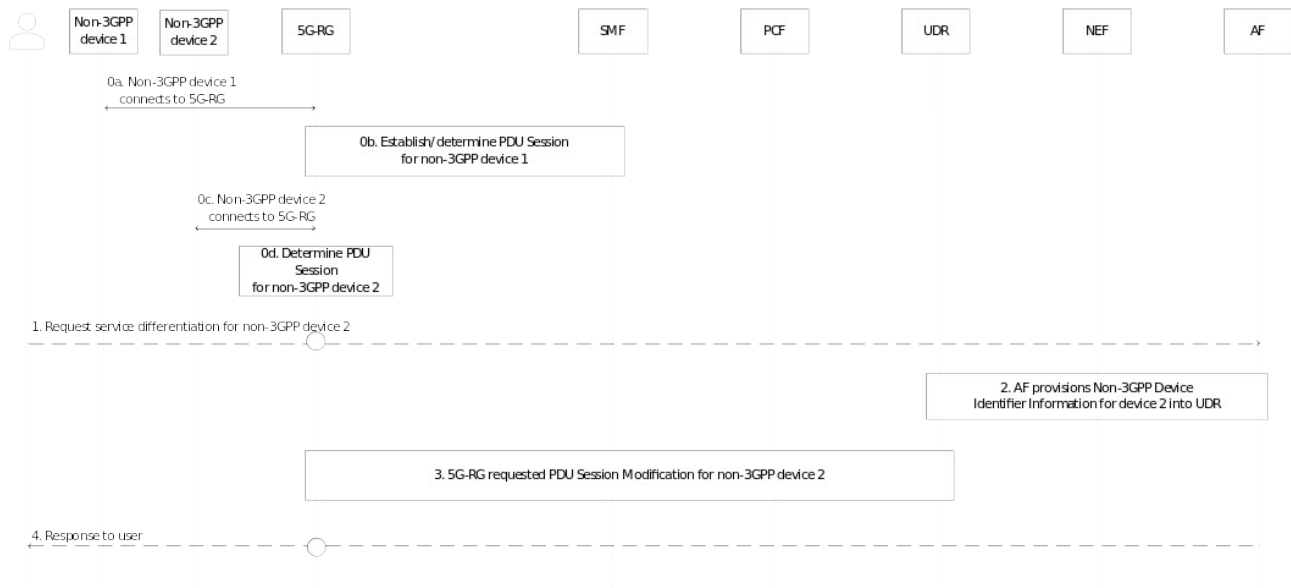 Non-3GPP
device 1
Non-3GPP
device 2
5G-RG
SMF
PCF
UDR
NEF
AF
0a. Non-3GPP device 1
connects to 5G-RG
0b. Establish/ determine PDU Session
for non-3GPP device 1
0c. Non-3GPP device 2
connects to 5G-RG
0d. Determine PDU
Session
for non-3GPP device 2
1. Request service differentiation for non-3GPP device 2
2. AF provisions Non-3GPP Device
Identifier Information for device 2 into UDR
3. 5G-RG requested PDU Session Modification for non-3GPP device 2
4. Response to user